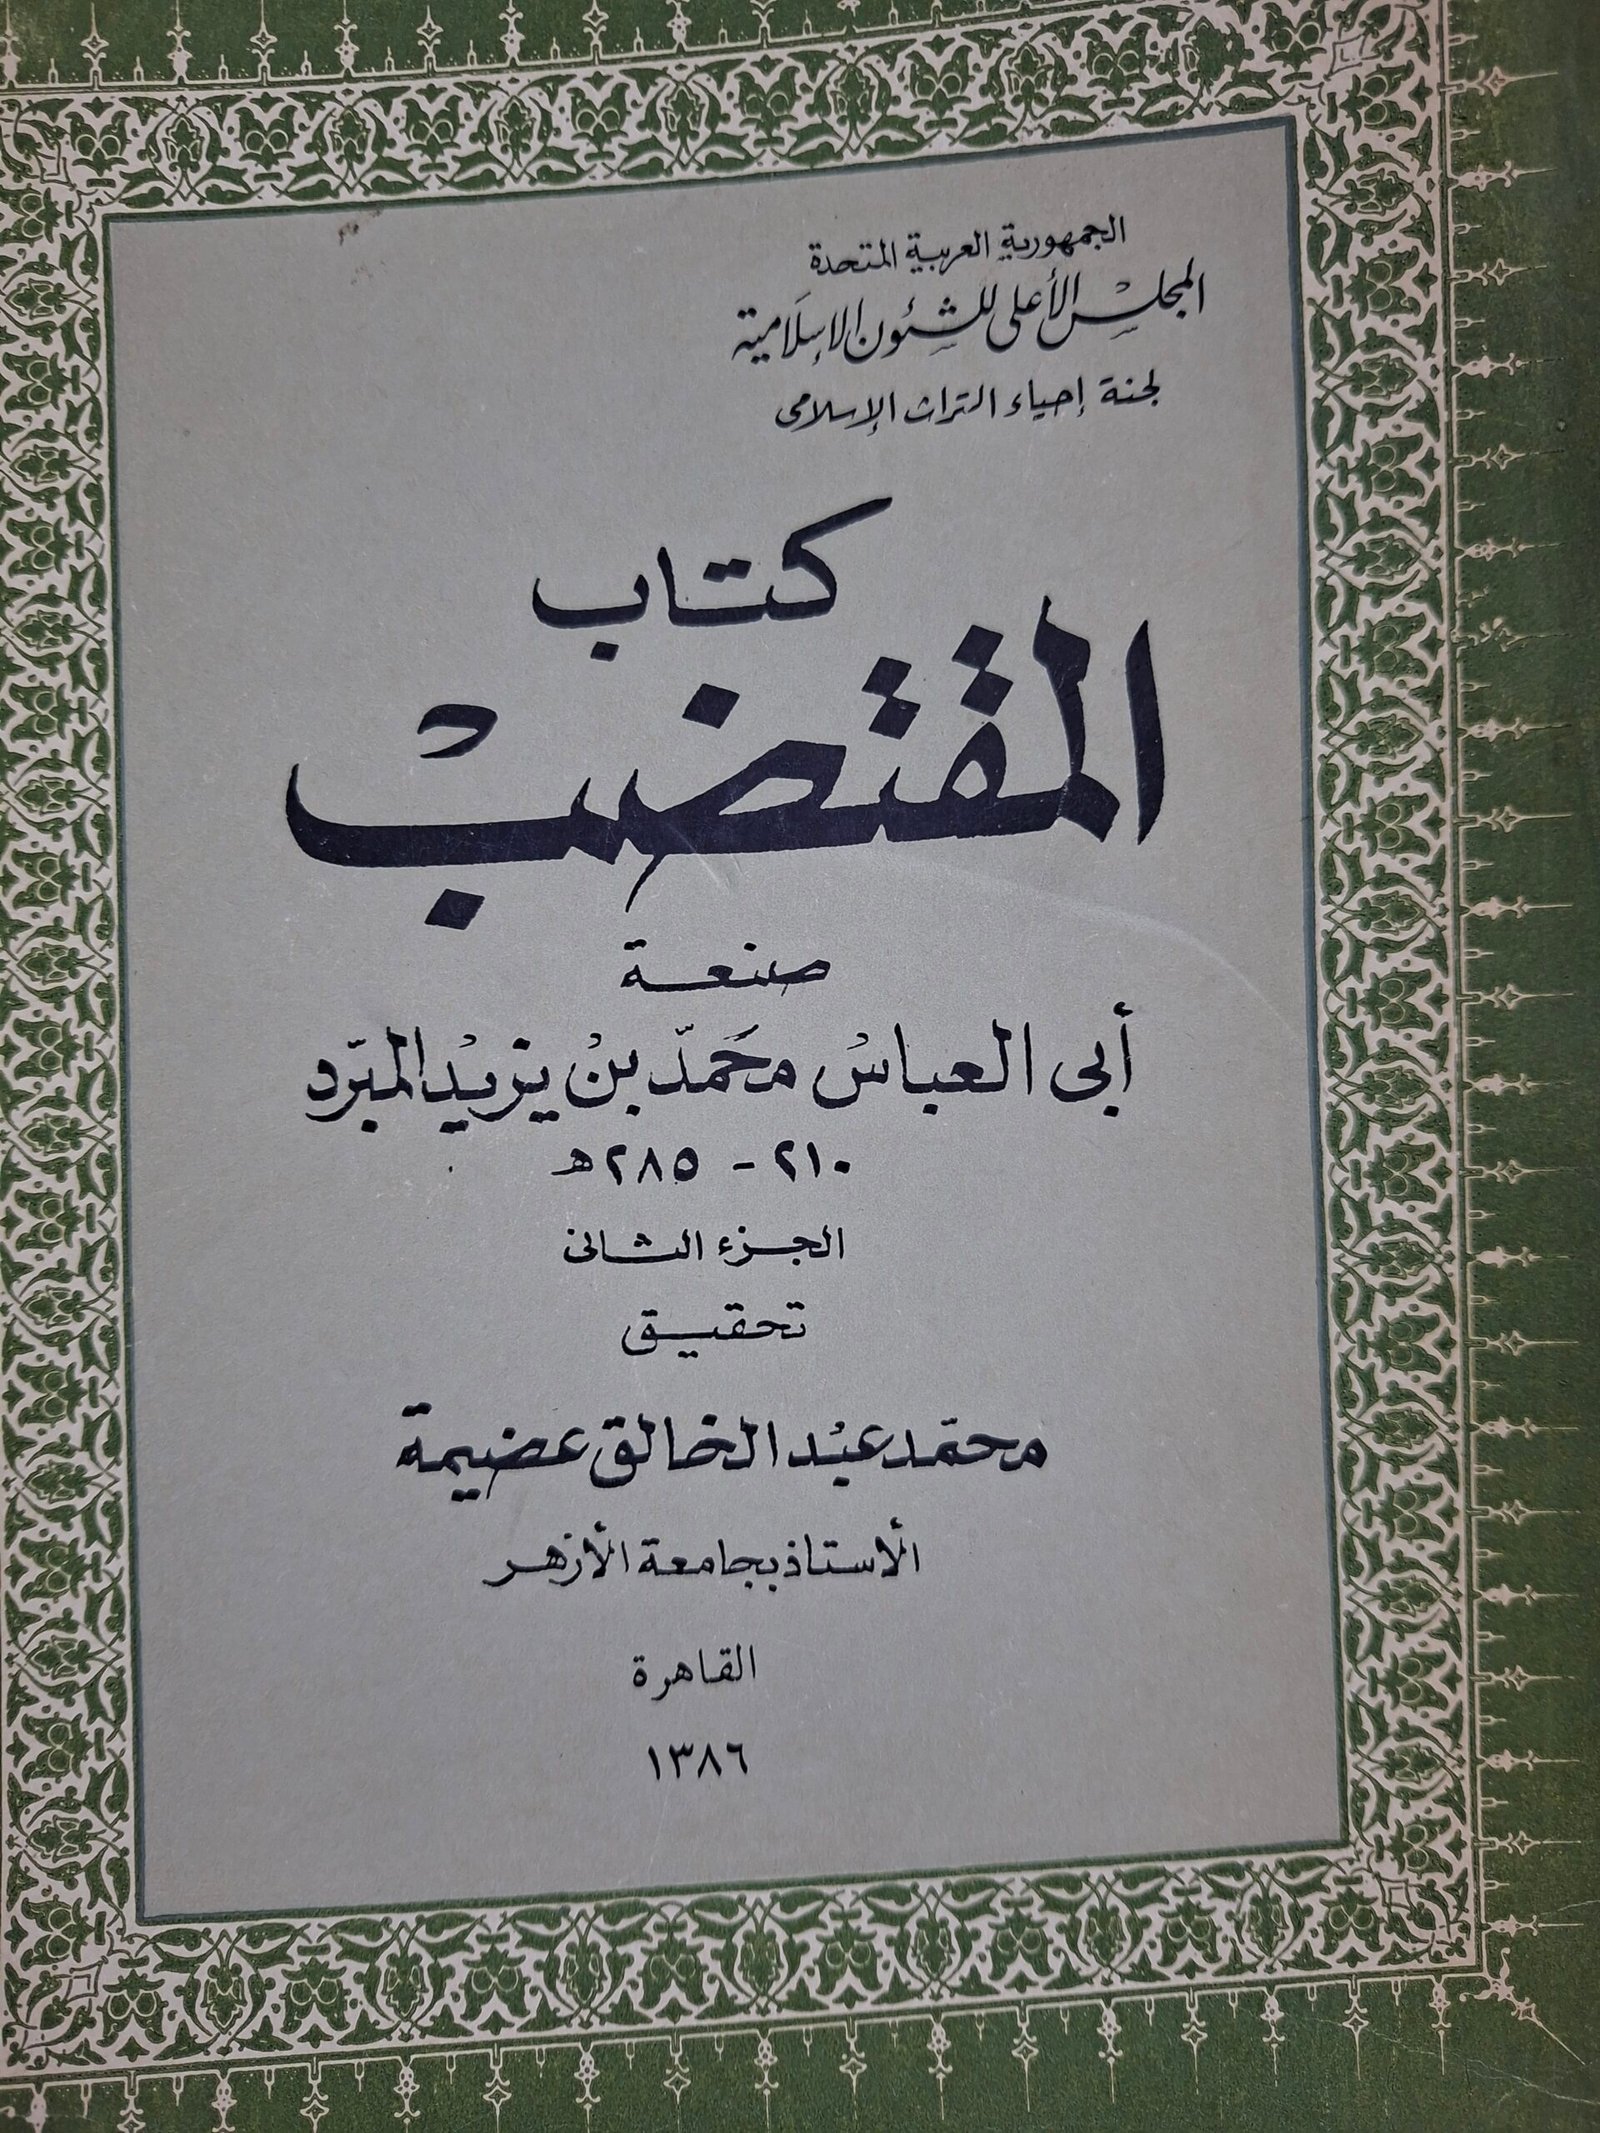 الجمهورية العربية المتحدة
المجلس الأعلى للشئون الإسلامية
لجنة إحياء التراث الإسلامى
كتاب
المقتضب
صنعة
أبى العباس محمد بن يزيد المبرد
٢١٠ - ٢٨٥ هـ
الجزء الثانى
تحقيق
محمد عبد الخالق عضيمة
الأستاذ بجامعة الأزهر
القاهرة
١٣٨٦